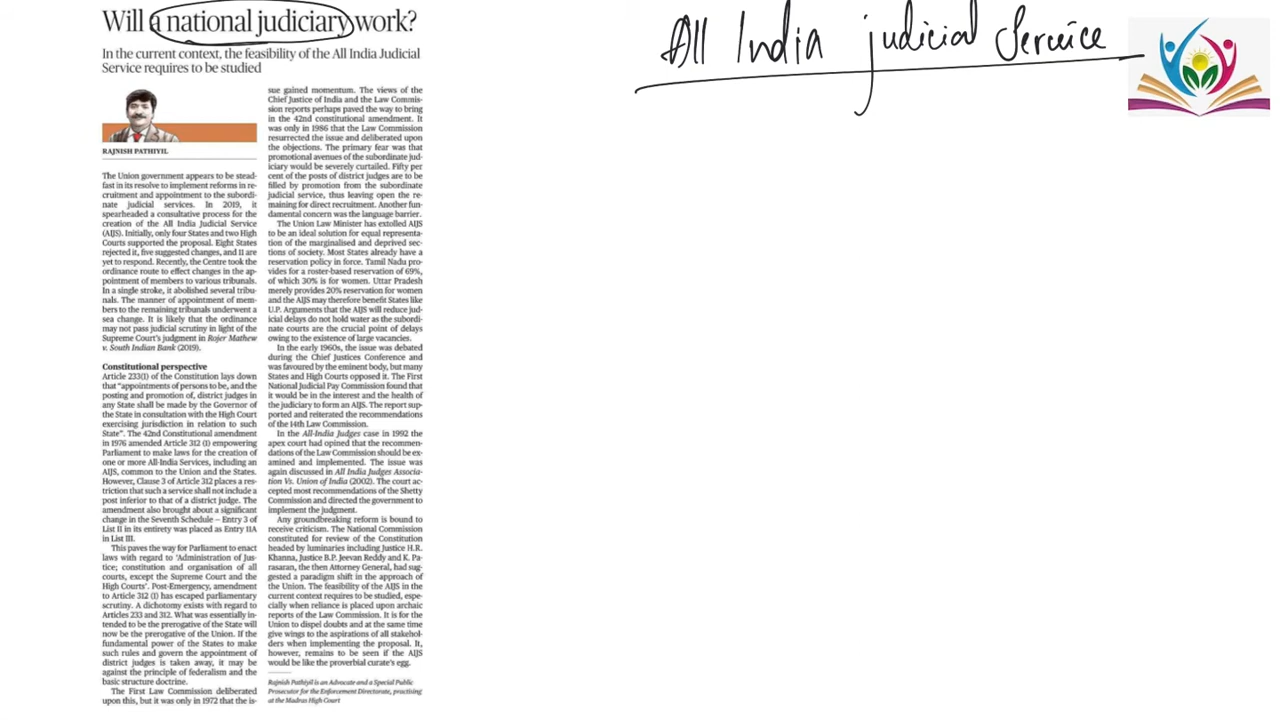 Will a national judiciary work?
In the current context, the feasibility of the All India Judicial
Service requires to be studied
All India judicial Service
RAJNISH PATHIYIL
The Union government appears to be stead-
fast in its resolve to implement reforms in re-
cruitment and appointment to the subordi-
nate judicial services. In 2019, it
spearheaded a consultative process for the
creation of the All India Judicial Service
(AIJS). Initially, only four States and two High
Courts supported the proposal. Eight States
rejected it, five suggested changes, and 11 are
yet to respond. Recently, the Centre took the
ordinance route to effect changes in the ap-
pointment of members to various tribunals.
In a single stroke, it abolished several tribu-
nals. The manner of appointment of mem-
bers to the remaining tribunals underwent a
sea change. It is likely that the ordinance
may not pass judicial scrutiny in light of the
Supreme Court's judgment in Rojer Mathew
v. South Indian Bank (2019).
Constitutional perspective
Article 233(1) of the Constitution lays down
that "appointments of persons to be, and the
posting and promotion of, district judges in
any State shall be made by the Governor of
the State in consultation with the High Court
exercising jurisdiction in relation to such
State". The 42nd Constitutional amendment
in 1976 amended Article 312 (1) empowering
Parliament to make laws for the creation of
one or more All-India Services, including an
AIJS, common to the Union and the States.
However, Clause 3 of Article 312 places a res-
triction that such a service shall not include a
post inferior to that of a district judge. The
amendment also brought about a significant
change in the Seventh Schedule – Entry 3 of
List II in its entirety was placed as Entry 11A
in List III.
This paves the way for Parliament to enact
laws with regard to 'Administration of Jus-
tice; constitution and organisation of all
courts, except the Supreme Court and the
High Courts'. Post-Emergency, amendment
to Article 312 (1) has escaped parliamentary
scrutiny. A dichotomy exists with regard to
Articles 233 and 312. What was essentially in-
tended to be the prerogative of the State will
now be the prerogative of the Union. If the
fundamental power of the States to make
such rules and govern the appointment of
district judges is taken away, it may be
against the principle of federalism and the
basic structure doctrine.
The First Law Commission deliberated
upon this, but it was only in 1972 that the is-
sue gained momentum. The views of the
Chief Justice of India and the Law Commis-
sion reports perhaps paved the way to bring
in the 42nd constitutional amendment. It
was only in 1986 that the Law Commission
resurrected the issue and deliberated upon
the objections. The primary fear was that
promotional avenues of the subordinate jud-
iciary would be severely curtailed. Fifty per
cent of the posts of district judges are to be
filled by promotion from the subordinate
judicial service, thus leaving open the re-
maining for direct recruitment. Another fun-
damental concern was the language barrier.
The Union Law Minister has extolled AIJS
to be an ideal solution for equal representa-
tion of the marginalised and deprived sec-
tions of society. Most States already have a
reservation policy in force. Tamil Nadu pro-
vides for a roster-based reservation of 69%,
of which 30% is for women. Uttar Pradesh
merely provides 20% reservation for women
and the AIJS may therefore benefit States like
U.P. Arguments that the AIJS will reduce jud-
icial delays do not hold water as the subordi-
nate courts are the crucial point of delays
owing to the existence of large vacancies.
In the early 1960s, the issue was debated
during the Chief Justices Conference and
was favoured by the eminent body, but many
States and High Courts opposed it. The First
National Judicial Pay Commission found that
it would be in the interest and the health of
the judiciary to form an AIJS. The report sup-
ported and reiterated the recommendations
of the 14th Law Commission.
In the All-India Judges case in 1992 the
apex court had opined that the recommen-
dations of the Law Commission should be ex-
amined and implemented. The issue was
again discussed in All India Judges Associa-
tion Vs. Union of India (2002). The court ac-
cepted most recommendations of the Shetty
Commission and directed the government to
implement the judgment.
Any groundbreaking reform is bound to
receive criticism. The National Commission
constituted for review of the Constitution
headed by luminaries including Justice H.R.
Khanna, Justice B.P. Jeevan Reddy and K. Pa-
rasaran, the then Attorney General, had sug-
gested a paradigm shift in the approach of
the Union. The feasibility of the AIJS in the
current context requires to be studied, espe-
cially when reliance is placed upon archaic
reports of the Law Commission. It is for the
Union to dispel doubts and at the same time
give wings to the aspirations of all stakehol-
ders when implementing the proposal. It,
however, remains to be seen if the AIJS
would be like the proverbial curate's egg.
Rajnish Pathiyil is an Advocate and a Special Public
Prosecutor for the Enforcement Directorate, practising
at the Madras High Court